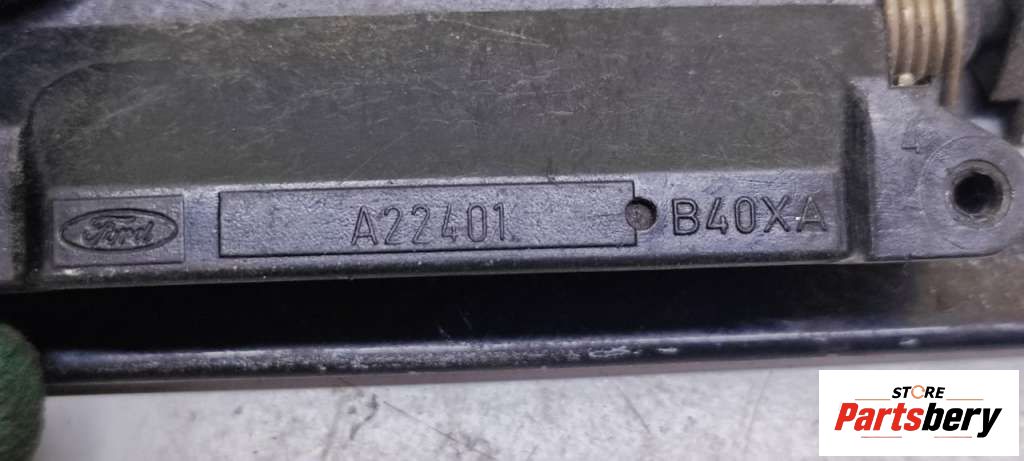 Ford A22401 B40XA
STORE
Partsbery